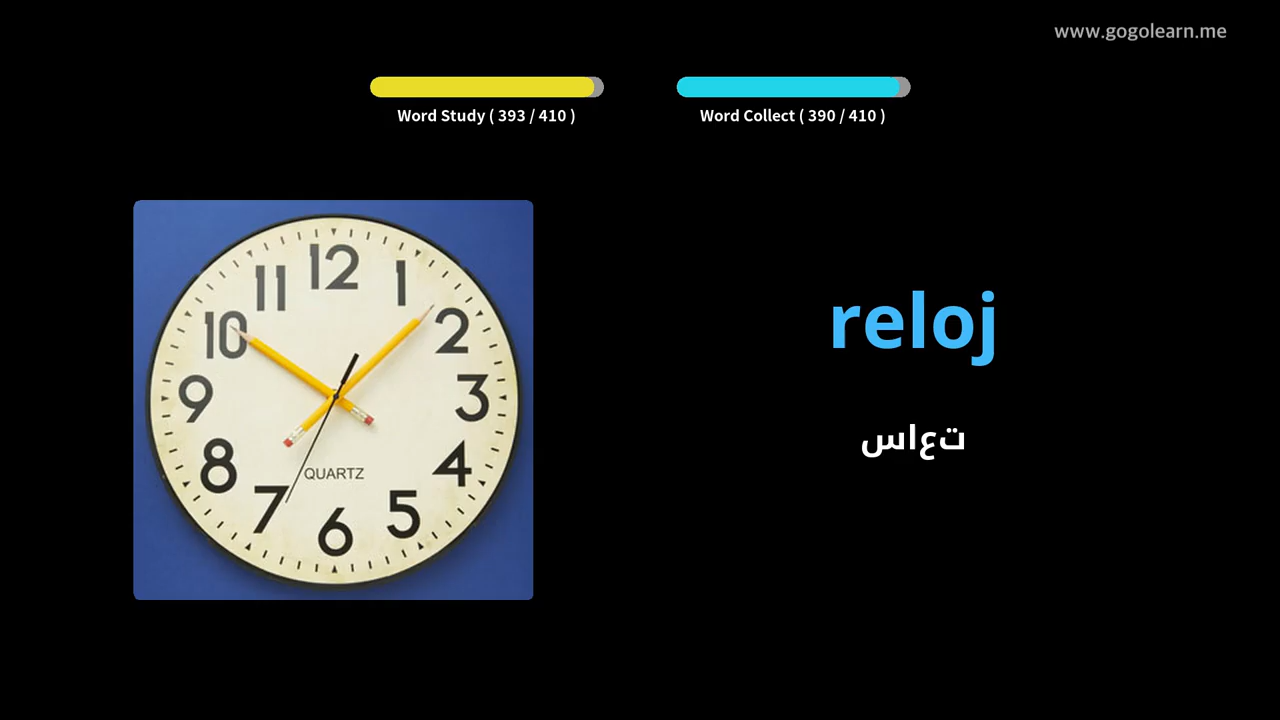 www.gogolearn.me
Word Study ( 393 / 410 )
Word Collect ( 390 / 410 )
12
11
1
10
2
9
3
8
4
QUARTZ
7
5
6
reloj
تعاس